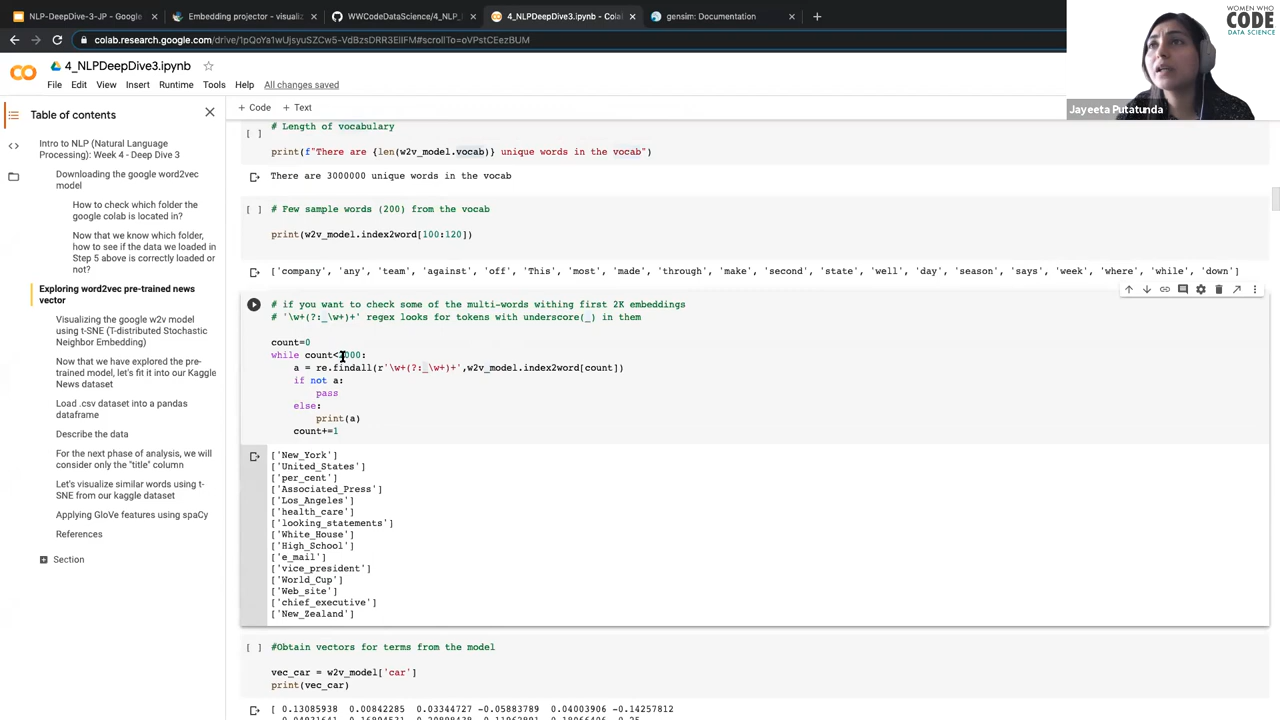 NLP-DeepDive-3-JP - Google
Embedding projector - visualiz
WWCodeDataScience/4_NLP_
4_NLPDeepDive3.ipynb - Colab
gensim: Documentation
WOMEN WHO
CODE
DATA SCIENCE
Jayeeta Putatunda
4_NLPDeepDive3.ipynb
File Edit View Insert Runtime Tools Help All changes saved
+ Code + Text
Table of contents
Intro to NLP (Natural Language
Processing): Week 4 - Deep Dive 3
Downloading the google word2vec
model
How to check which folder the
google colab is located in?
Now that we know which folder,
how to see if the data we loaded in
Step 5 above is correctly loaded or
not?
Exploring word2vec pre-trained news
vector
Visualizing the google w2v model
using t-SNE (T-distributed Stochastic
Neighbor Embedding)
Now that we have explored the pre-
trained model, let's fit it into our Kaggle
News dataset
Load .csv dataset into a pandas
dataframe
Describe the data
For the next phase of analysis, we will
consider only the "title" column
Let's visualize similar words using t-
SNE from our kaggle dataset
Applying GloVe features using spaCy
References
Section
# Length of vocabulary
[ ]
print(f"There are {len(w2v_model.vocab)} unique words in the vocab")
There are 3000000 unique words in the vocab
[ ] # Few sample words (200) from the vocab
print(w2v_model.index2word[100:120])
['company', 'any', 'team', 'against', 'off', 'This', 'most', 'made', 'through', 'make', 'second', 'state', 'well', 'day', 'season', 'says', 'week', 'where', 'while', 'down']
# if you want to check some of the multi-words withing first 2K embeddings
# '\w+(?:_\w+)+' regex looks for tokens with underscore(_) in them
count=0
while count<2000:
a = re.findall(r'\w+(?:_\w+)+',w2v_model.index2word[count])
if not a:
pass
else:
print(a)
count+=1
['New_York']
['United_States']
['per_cent']
['Associated_Press']
['Los_Angeles']
['health_care']
['looking_statements']
['White_House']
['High_School']
['e_mail']
['vice_president']
['World_Cup']
['Web_site']
['chief_executive']
['New_Zealand']
[ ] #Obtain vectors for terms from the model
vec_car = w2v_model['car']
print(vec_car)
[ 0.13085938 0.00842285 0.03344727 -0.05883789 0.04003906 -0.14257812